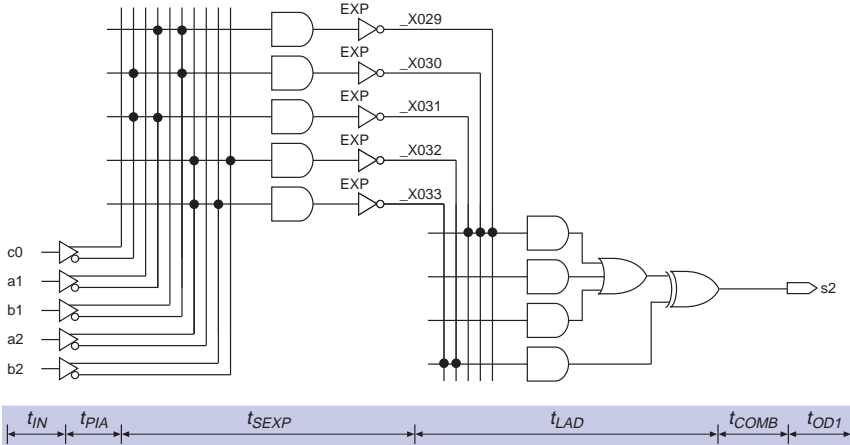 EXP _X029
EXP _X030
EXP _X031
EXP _X032
EXP _X033
c0
a1
b1
a2
b2
s2
tIN tPIA tSEXP tLAD tCOMB tOD1